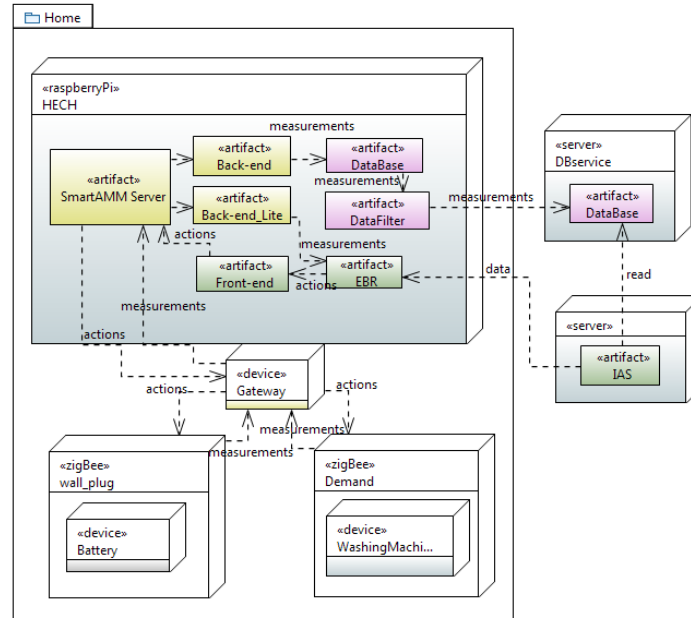 Home
«raspberryPi»
HECH
measurements
«artifact»
Back-end
«artifact»
DataBase
«server»
DBservice
«artifact»
SmartAMM Server
measurements
«artifact»
Back-end_Lite
«artifact»
DataFilter
measurements
«artifact»
DataBase
actions
measurements
«artifact»
Front-end
actions
«artifact»
EBR
data
read
measurements
actions
«server»
«artifact»
IAS
«device»
Gateway
actions
actions
measurements
measurements
«zigBee»
wall_plug
«zigBee»
Demand
«device»
Battery
«device»
WashingMachi...